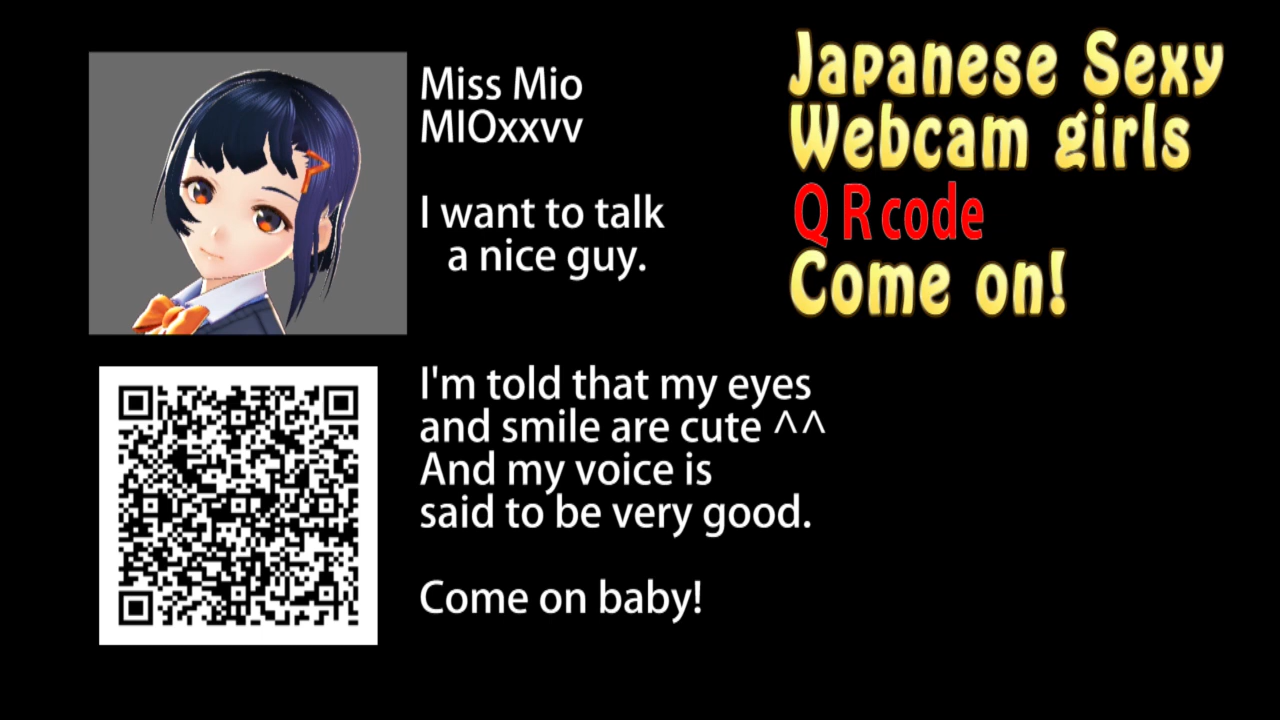 Miss Mio
MIOxxvv
I want to talk
a nice guy.
Japanese Sexy
Webcam girls
QR code
Come on!
I'm told that my eyes
and smile are cute ^^
And my voice is
said to be very good.
Come on baby!